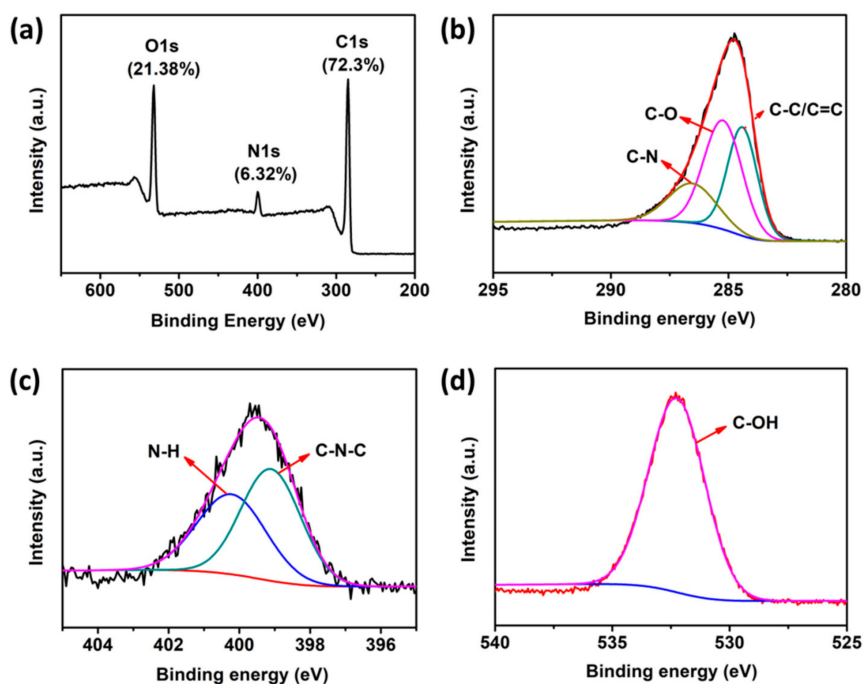 (a)
O1s
(21.38%)
C1s
(72.3%)
N1s
(6.32%)
Intensity (a.u.)
600 500 400 300 200
Binding Energy (eV)
(b)
C-O
C-C/C=C
C-N
Intensity (a.u.)
295 290 285 280
Binding energy (eV)
(c)
N-H
C-N-C
Intensity (a.u.)
404 402 400 398 396
Binding energy (eV)
(d)
C-OH
Intensity (a.u.)
540 535 530 525
Binding energy (eV)